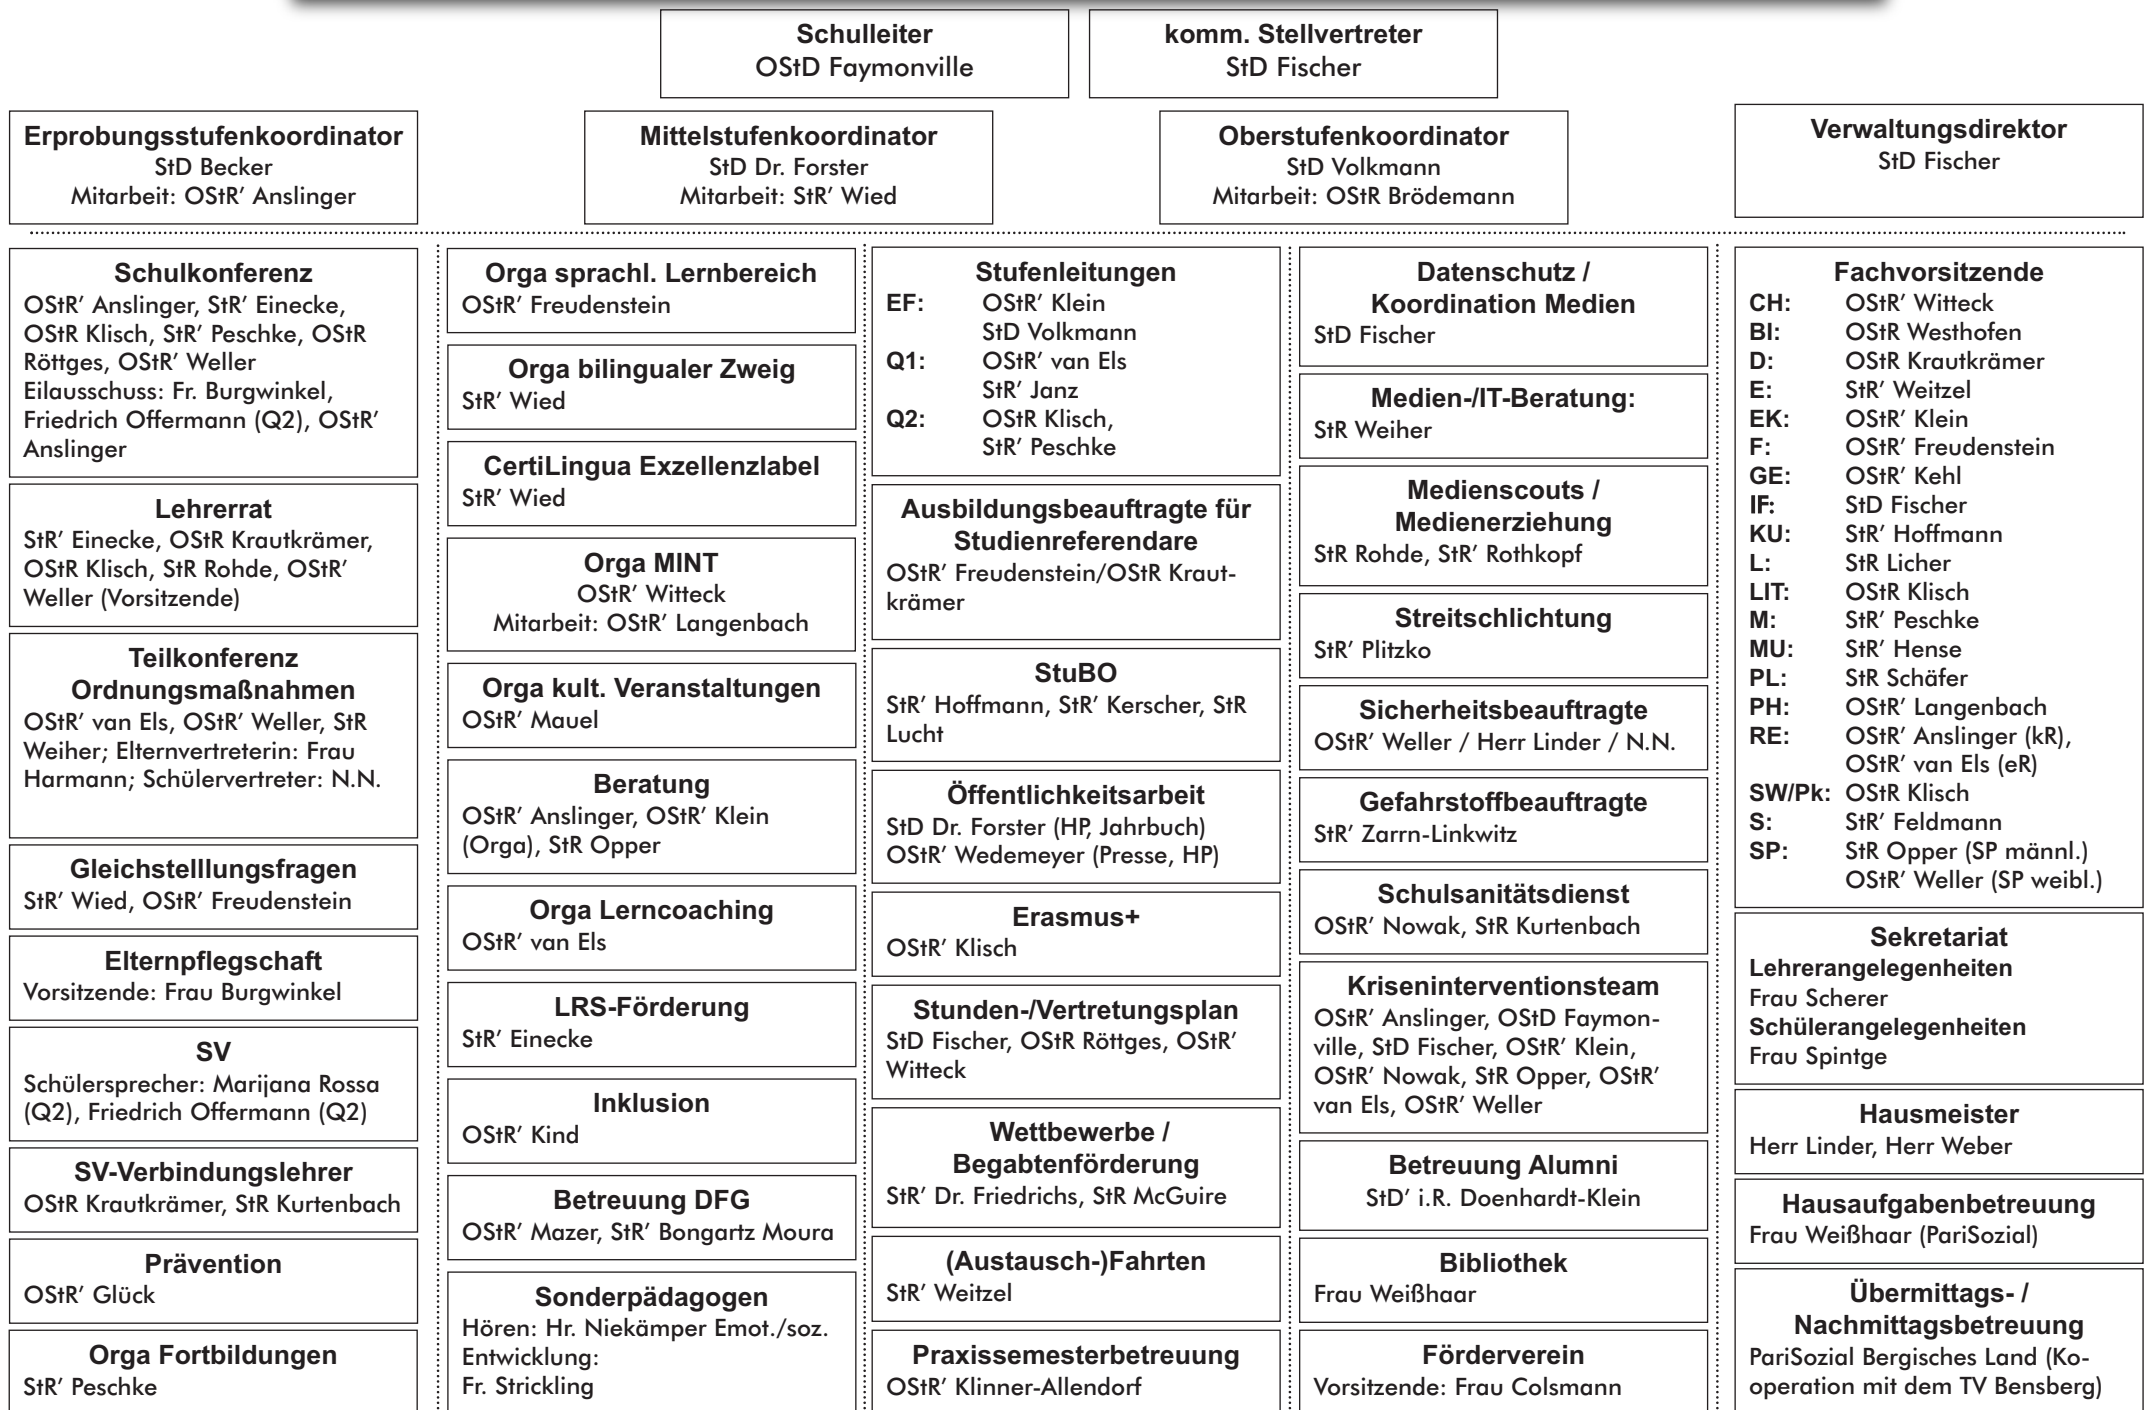 Schulleiter
OStD Faymonville
komm. Stellvertreter
StD Fischer
Erprobungsstufenkoordinator
StD Becker
Mitarbeit: OStR’ Anslinger
Mittelstufenkoordinator
StD Dr. Forster
Mitarbeit: StR’ Wied
Oberstufenkoordinator
StD Volkmann
Mitarbeit: OStR Brödemann
Verwaltungsdirektor
StD Fischer
Schulkonferenz
OStR’ Anslinger, StR’ Einecke,
OStR Klisch, StR’ Peschke, OStR
Röttges, OStR’ Weller
Eilausschuss: Fr. Burgwinkel,
Friedrich Offermann (Q2), OStR’
Anslinger
Lehrerrat
StR’ Einecke, OStR Krautkrämer,
OStR Klisch, StR Rohde, OStR’
Weller (Vorsitzende)
Teilkonferenz
Ordnungsmaßnahmen
OStR’ van Els, OStR’ Weller, StR
Weiher; Elternvertreterin: Frau
Harmann; Schülervertreter: N.N.
Gleichstelllungsfragen
StR’ Wied, OStR’ Freudenstein
Elternpflegschaft
Vorsitzende: Frau Burgwinkel
SV
Schülersprecher: Marijana Rossa
(Q2), Friedrich Offermann (Q2)
SV-Verbindungslehrer
OStR Krautkrämer, StR Kurtenbach
Prävention
OStR’ Glück
Orga Fortbildungen
StR’ Peschke
Orga sprachl. Lernbereich
OStR’ Freudenstein
Orga bilingualer Zweig
StR’ Wied
CertiLingua Exzellenzlabel
StR’ Wied
Orga MINT
OStR’ Witteck
Mitarbeit: OStR’ Langenbach
Orga kult. Veranstaltungen
OStR’ Mauel
Beratung
OStR’ Anslinger, OStR’ Klein
(Orga), StR Opper
Orga Lerncoaching
OStR’ van Els
LRS-Förderung
StR’ Einecke
Inklusion
OStR’ Kind
Betreuung DFG
OStR’ Mazer, StR’ Bongartz Moura
Sonderpädagogen
Hören: Hr. Niekämper Emot./soz.
Entwicklung:
Fr. Strickling
Stufenleitungen
EF: OStR’ Klein
StD Volkmann
Q1: OStR’ van Els
StR’ Janz
Q2: OStR Klisch,
StR’ Peschke
Ausbildungsbeauftragte für
Studienreferendare
OStR’ Freudenstein/OStR Kraut-
krämer
StuBO
StR’ Hoffmann, StR’ Kerscher, StR
Lucht
Öffentlichkeitsarbeit
StD Dr. Forster (HP, Jahrbuch)
OStR’ Wedemeyer (Presse, HP)
Erasmus+
OStR’ Klisch
Stunden-/Vertretungsplan
StD Fischer, OStR Röttges, OStR’
Witteck
Wettbewerbe /
Begabtenförderung
StR’ Dr. Friedrichs, StR McGuire
(Austausch-)Fahrten
StR’ Weitzel
Praxissemesterbetreuung
OStR’ Klinner-Allendorf
Datenschutz /
Koordination Medien
StD Fischer
Medien-/IT-Beratung:
StR Weiher
Medienscouts /
Medienerziehung
StR Rohde, StR’ Rothkopf
Streitschlichtung
StR’ Plitzko
Sicherheitsbeauftragte
OStR’ Weller / Herr Linder / N.N.
Gefahrstoffbeauftragte
StR’ Zarrn-Linkwitz
Schulsanitätsdienst
OStR’ Nowak, StR Kurtenbach
Kriseninterventionsteam
OStR’ Anslinger, OStD Faymon-
ville, StD Fischer, OStR’ Klein,
OStR’ Nowak, StR Opper, OStR’
van Els, OStR’ Weller
Betreuung Alumni
StD’ i.R. Doenhardt-Klein
Bibliothek
Frau Weißhaar
Förderverein
Vorsitzende: Frau Colsmann
Fachvorsitzende
CH: OStR’ Witteck
BI: OStR Westhofen
D: OStR Krautkrämer
E: StR’ Weitzel
EK: OStR’ Klein
F: OStR’ Freudenstein
GE: OStR’ Kehl
IF: StD Fischer
KU: StR’ Hoffmann
L: StR Licher
LIT: OStR Klisch
M: StR’ Peschke
MU: StR’ Hense
PL: StR Schäfer
PH: OStR’ Langenbach
RE: OStR’ Anslinger (kR),
OStR’ van Els (eR)
SW/Pk: OStR Klisch
S: StR’ Feldmann
SP: StR Opper (SP männl.)
OStR’ Weller (SP weibl.)
Sekretariat
Lehrerangelegenheiten
Frau Scherer
Schülerangelegenheiten
Frau Spintge
Hausmeister
Herr Linder, Herr Weber
Hausaufgabenbetreuung
Frau Weißhaar (PariSozial)
Übermittags- /
Nachmittagsbetreuung
PariSozial Bergisches Land (Ko-
operation mit dem TV Bensberg)